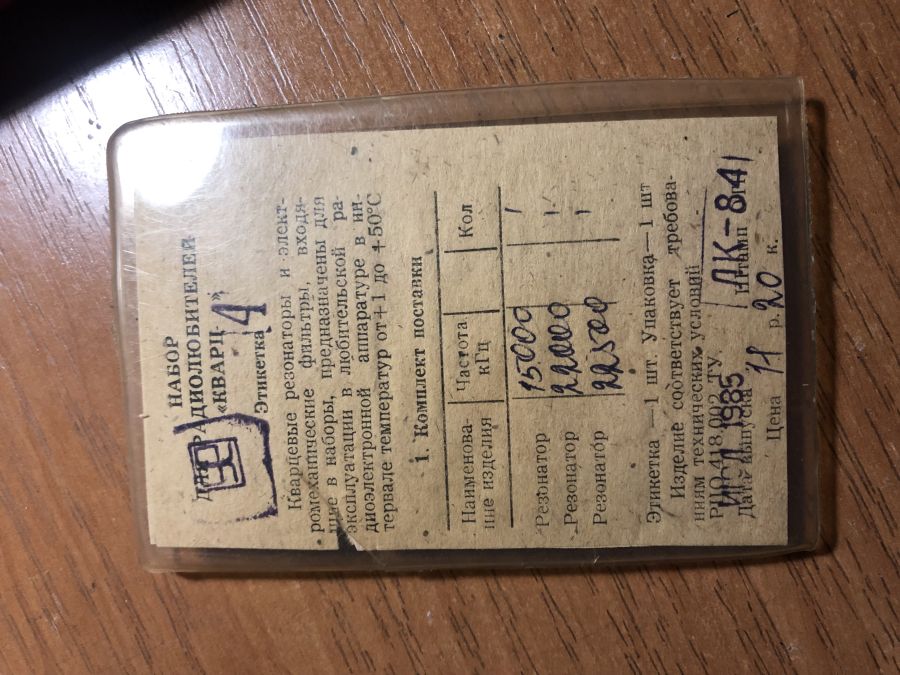 НАБОР
ДЛЯ РАДИОЛЮБИТЕЛЕЙ
«КВАРЦ- 4»
Этикетка
Кварцевые резонаторы, и элект-
ромеханические фильтры, входя-
щие в наборы, предназначены для
эксплуатации в любительской ра-
диоэлектронной аппаратуре в ин-
тервале температур от+1 до +50°С
1. Комплект поставки
Наименова-
ние изделия
Частота
кГц
Кол
Резонатор 15000 1
Резонатор 22000 1
Резонатор 22500 1
Этикетка —1 шт. Упаковка—1 шт
Изделие соответствует требова-
ниям технических условий
ТУ
1985 ЛК-841
Дата выпуска Штамп
Цена 11 р. 20 к.